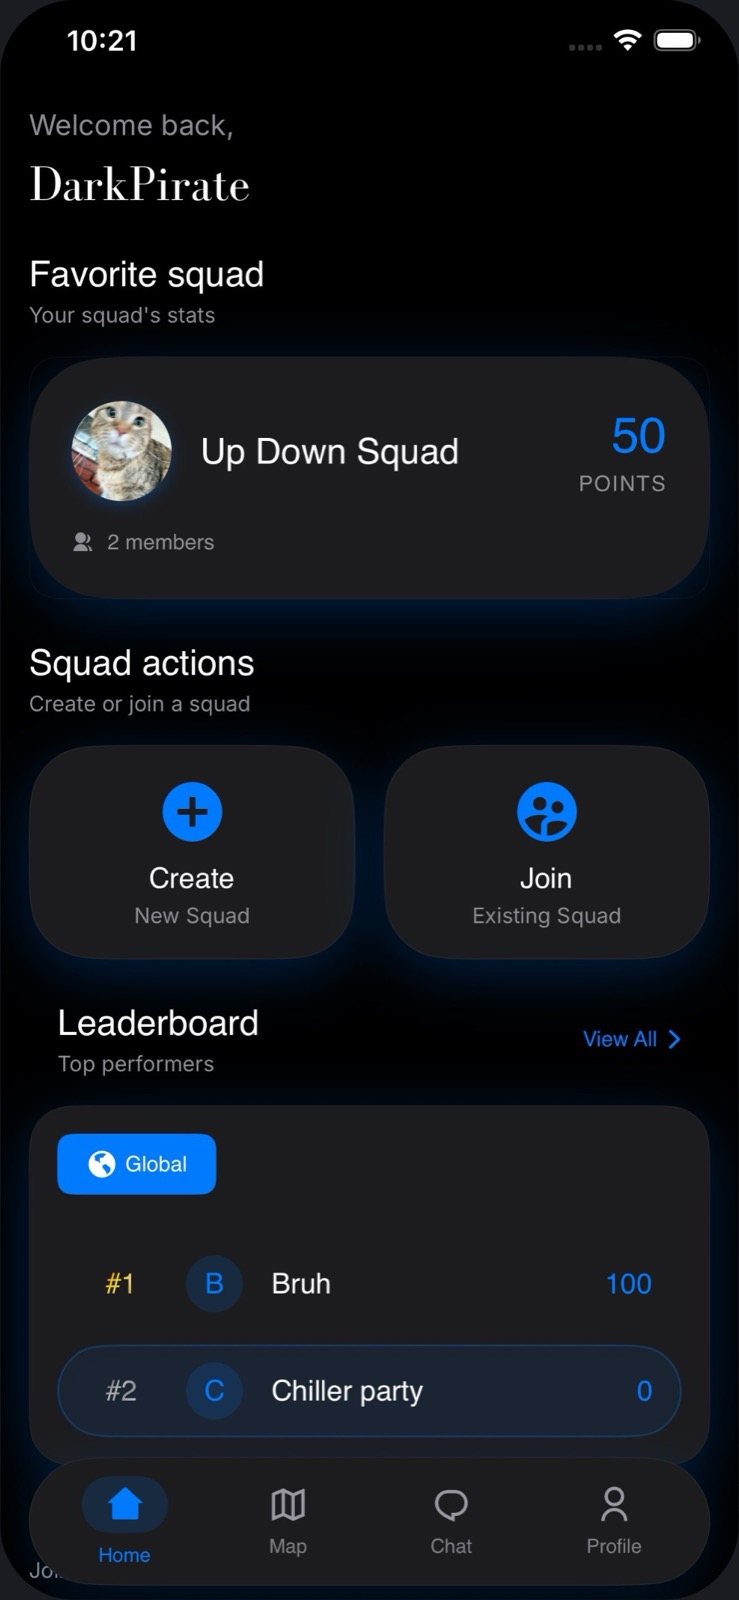 10:21
Welcome back,
DarkPirate
Favorite squad
Your squad's stats
Up Down Squad
50
POINTS
2 members
Squad actions
Create or join a squad
Create
New Squad
Join
Existing Squad
Leaderboard
Top performers
View All
Global
#1 B Bruh 100
#2 C Chiller party 0
Home
Map
Chat
Profile